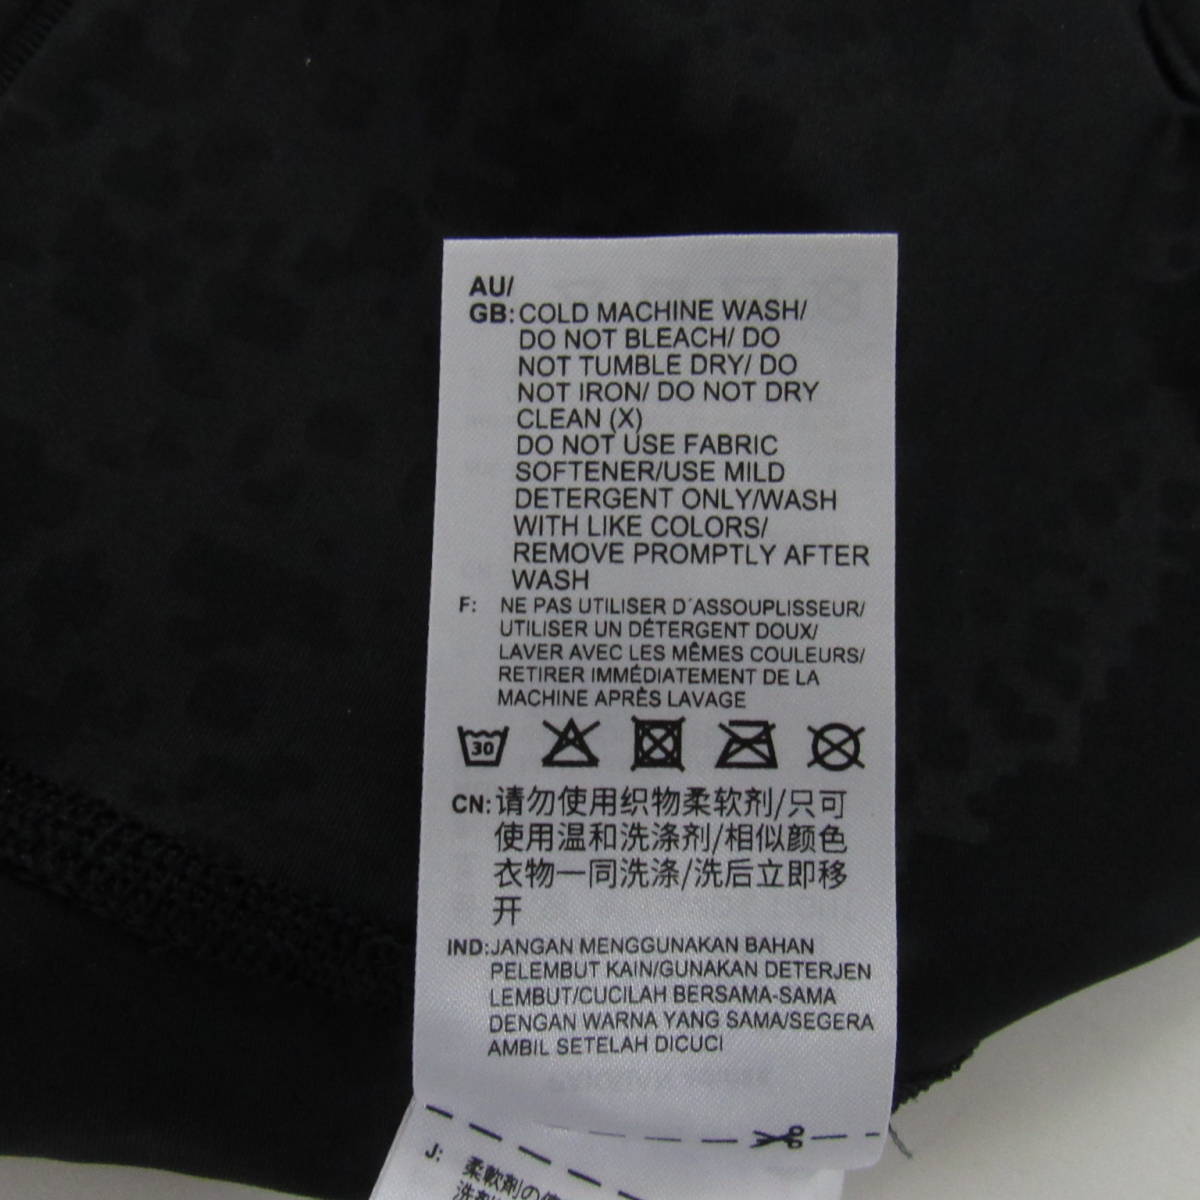 AU/
GB: COLD MACHINE WASH/
DO NOT BLEACH/ DO
NOT TUMBLE DRY/ DO
NOT IRON/ DO NOT DRY
CLEAN (X)
DO NOT USE FABRIC
SOFTENER/USE MILD
DETERGENT ONLY/WASH
WITH LIKE COLORS/
REMOVE PROMPTLY AFTER
WASH
F: NE PAS UTILISER D´ASSOUPLISSEUR/
UTILISER UN DÉTERGENT DOUX/
LAVER AVEC LES MÊMES COULEURS/
RETIRER IMMÉDIATEMENT DE LA
MACHINE APRÈS LAVAGE
30
CN: 请勿使用织物柔软剂/只可
使用温和洗涤剂/相似颜色
衣物一同洗涤/洗后立即移
开
IND: JANGAN MENGGUNAKAN BAHAN
PELEMBUT KAIN/GUNAKAN DETERJEN
LEMBUT/CUCILAH BERSAMA-SAMA
DENGAN WARNA YANG SAMA/SEGERA
AMBIL SETELAH DICUCI
J: 柔軟剤の使